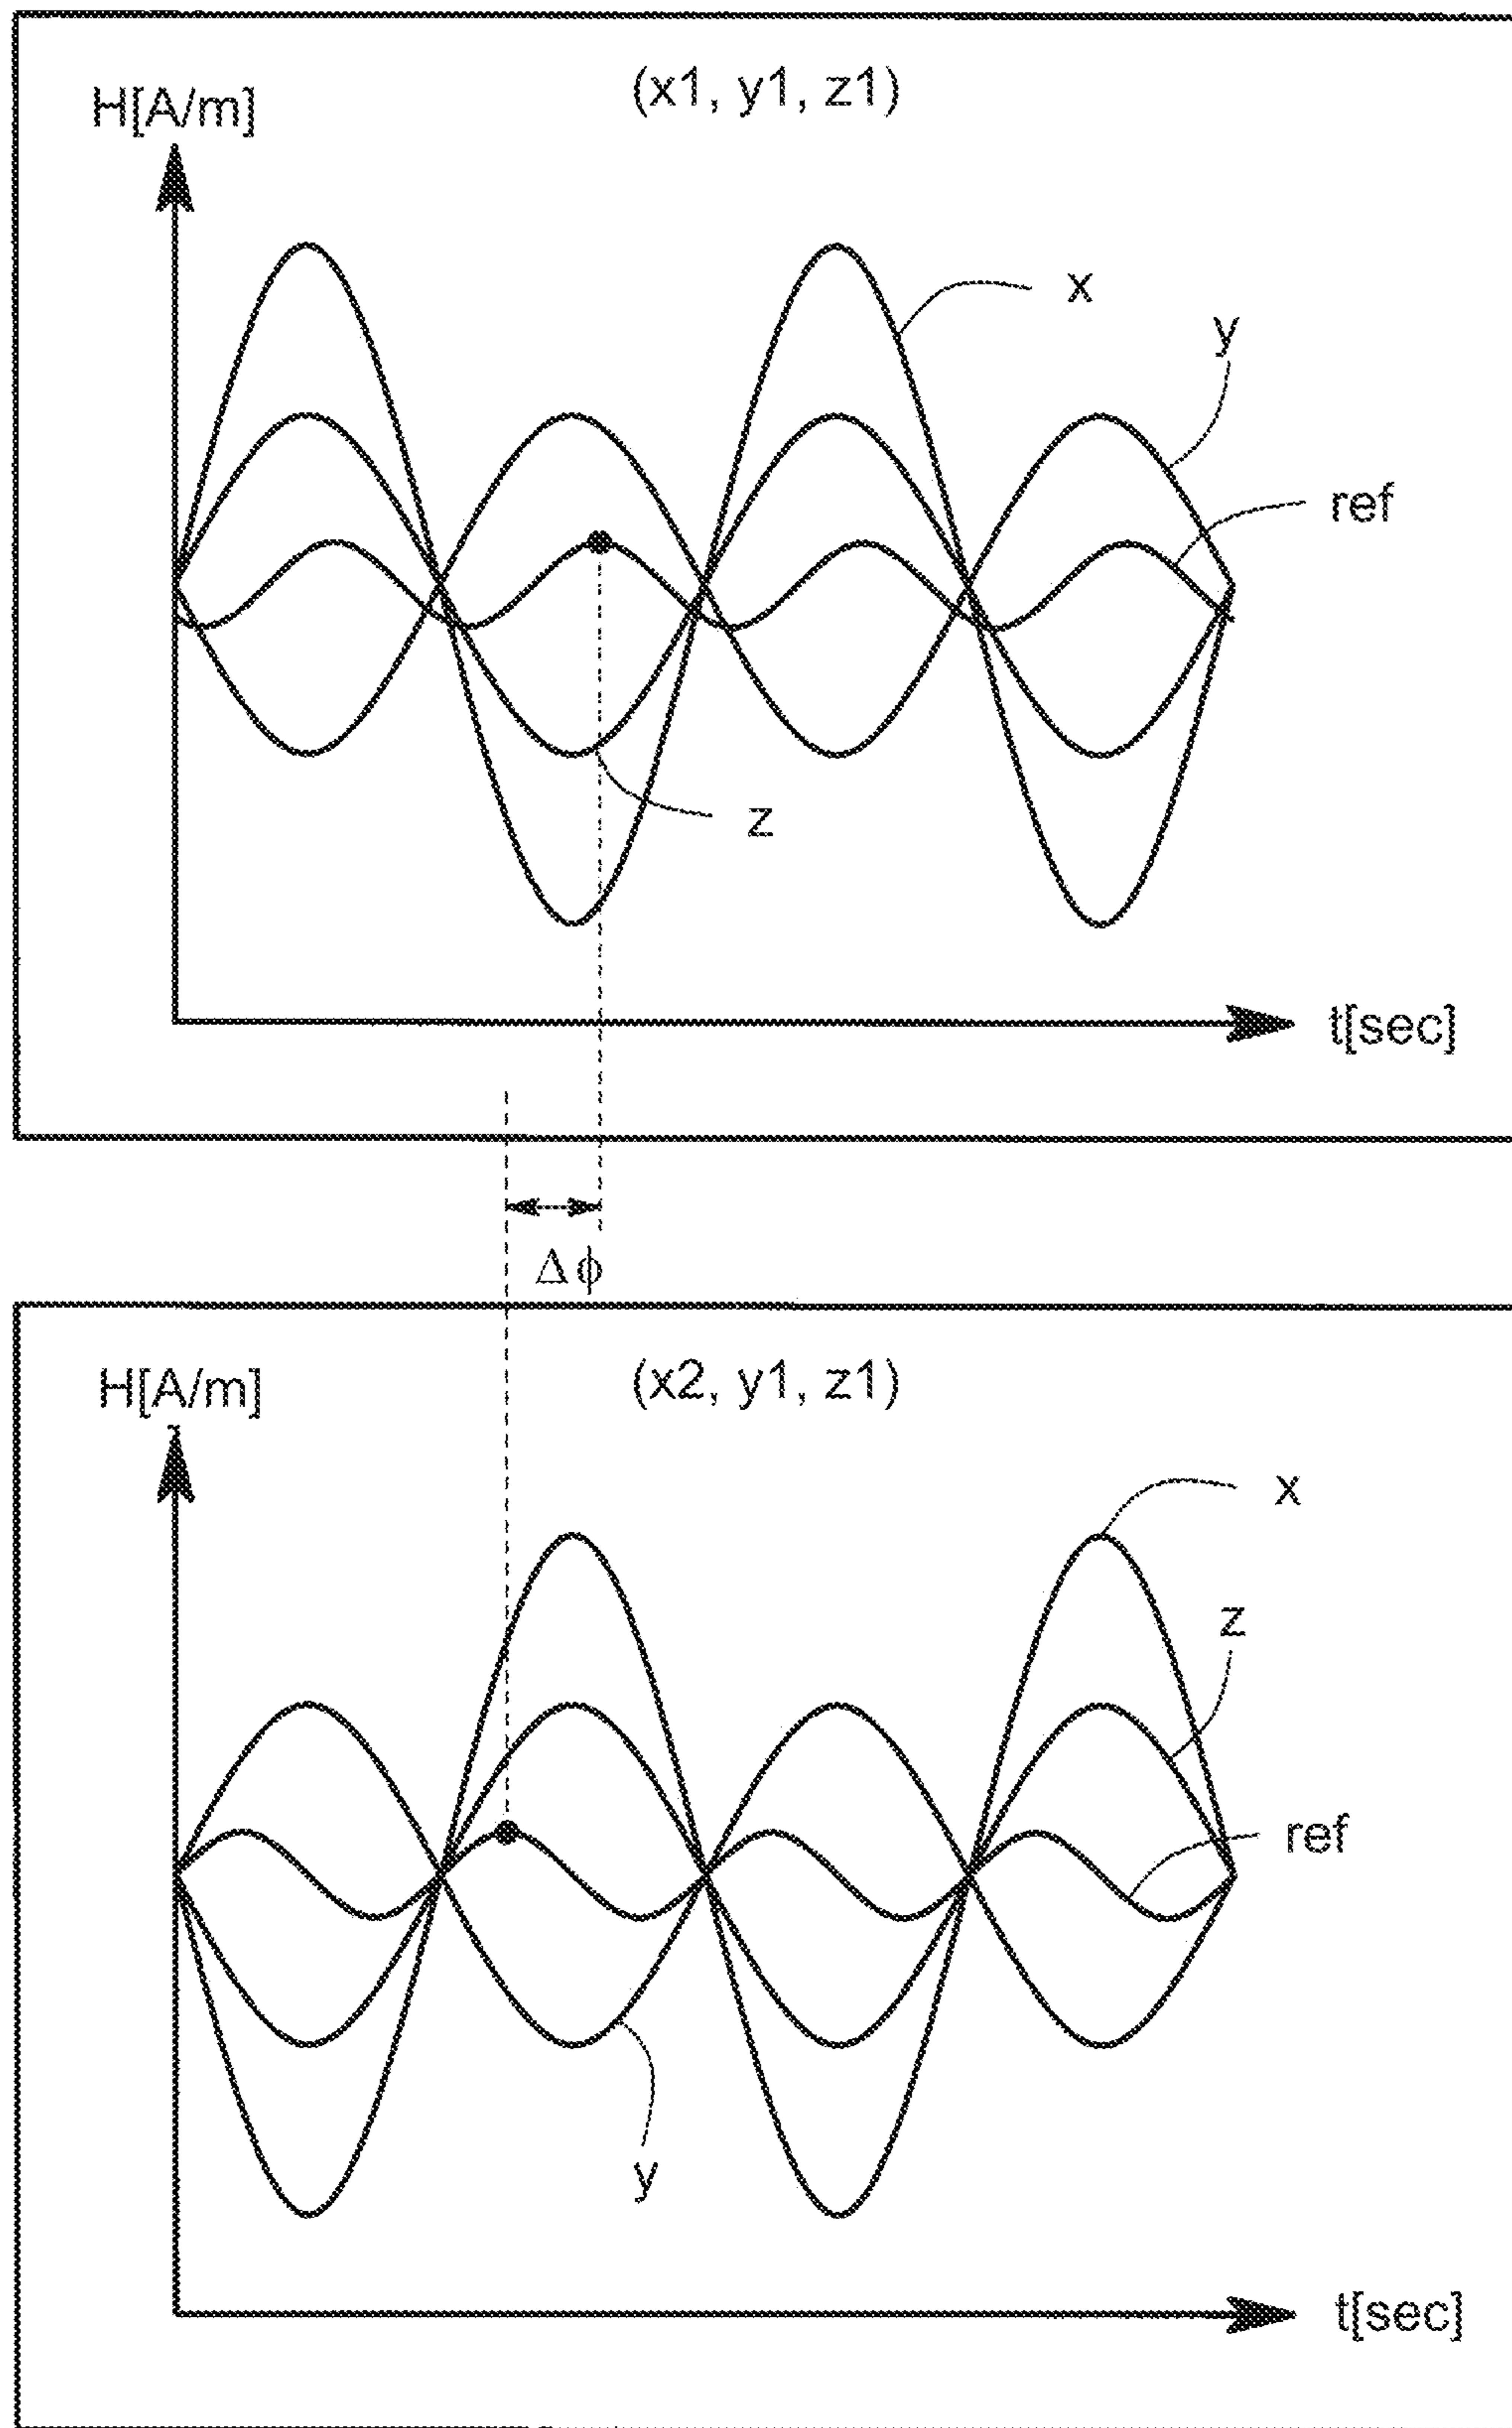 (x1, y1, z1)
H[A/m]
x
y
ref
z
t[sec]
Δϕ
(x2, y1, z1)
H[A/m]
x
z
ref
y
t[sec]